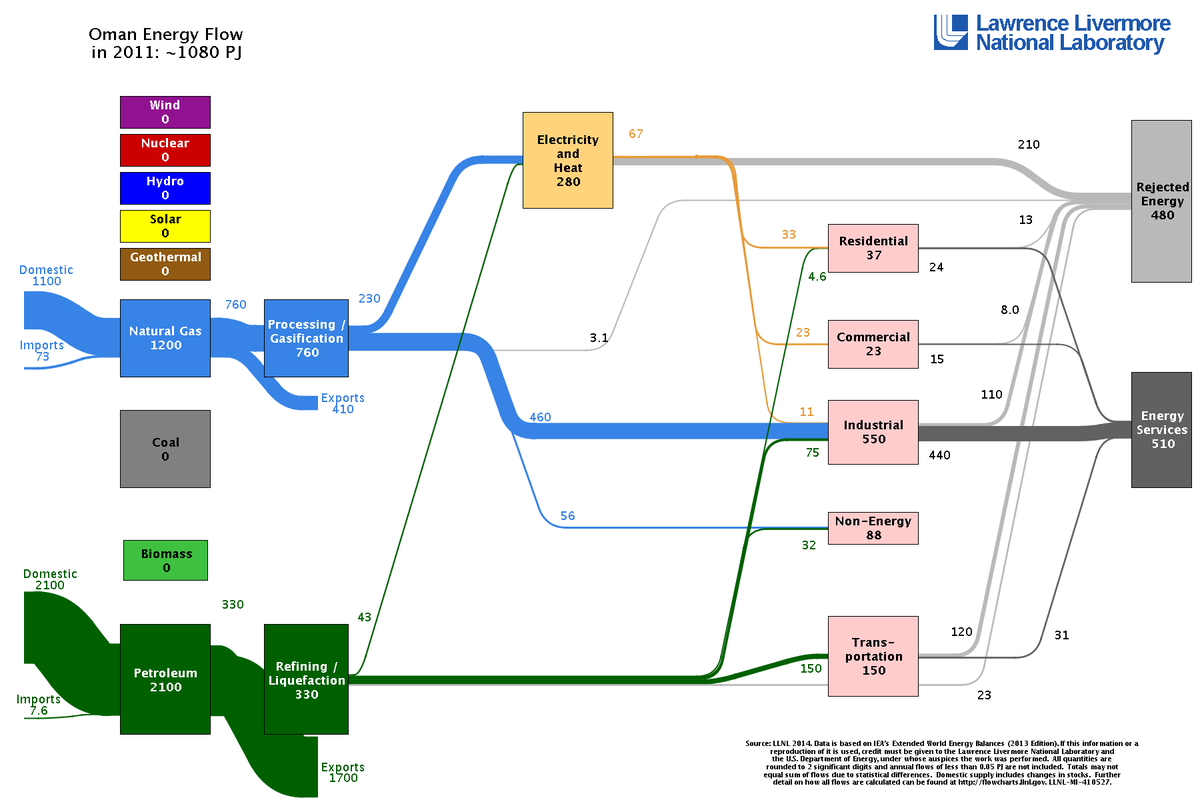 Oman Energy Flow
in 2011: ~1080 PJ
Lawrence Livermore
National Laboratory
Wind
0
Nuclear
0
Hydro
0
Solar
0
Geothermal
0
Domestic
1100
Imports
73
Natural Gas
1200
760
Processing /
Gasification
760
230
Exports
410
Coal
0
Biomass
0
Domestic
2100
Imports
7.6
Petroleum
2100
330
Refining /
Liquefaction
330
43
Exports
1700
Electricity
and
Heat
280
67
210
3.1
460
56
33
4.6
Residential
37
13
24
23
Commercial
23
8.0
15
11
75
Industrial
550
110
440
32
Non-Energy
88
150
Trans-
portation
150
120
31
23
Rejected
Energy
480
Energy
Services
510
Source: LLNL 2014. Data is based on IEA's Extended World Energy Balances (2013 Edition). If this information or a
reproduction of it is used, credit must be given to the Lawrence Livermore National Laboratory and
the U.S. Department of Energy, under whose auspices the work was performed. All quantities are
rounded to 2 significant digits and annual flows of less than 0.05 PJ are not included. Totals may not
equal sum of flows due to statistical differences. Domestic supply includes changes in stocks. Further
detail on how all flows are calculated can be found at http://flowcharts.llnl.gov. LLNL-MI-410527.